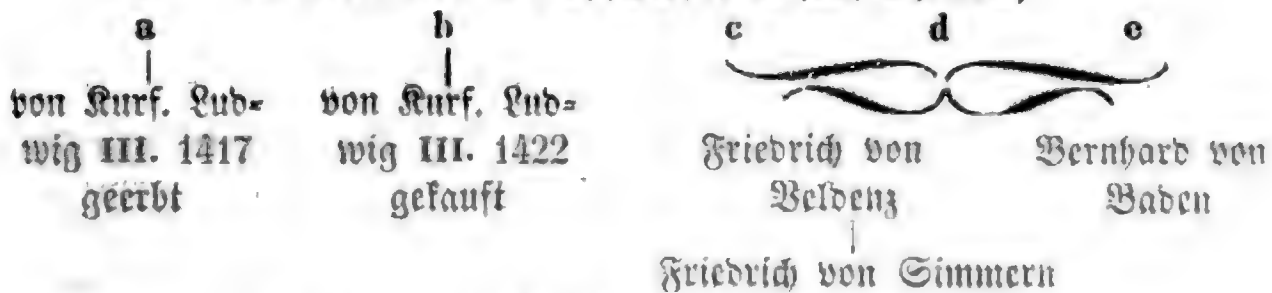 a b c d e
von Kurf. Lud= von Kurf. Lud=
wig III. 1417 wig III. 1422 Friedrich von Bernhard von
geerbt gekauft Veldenz Baden
Friedrich von Simmern